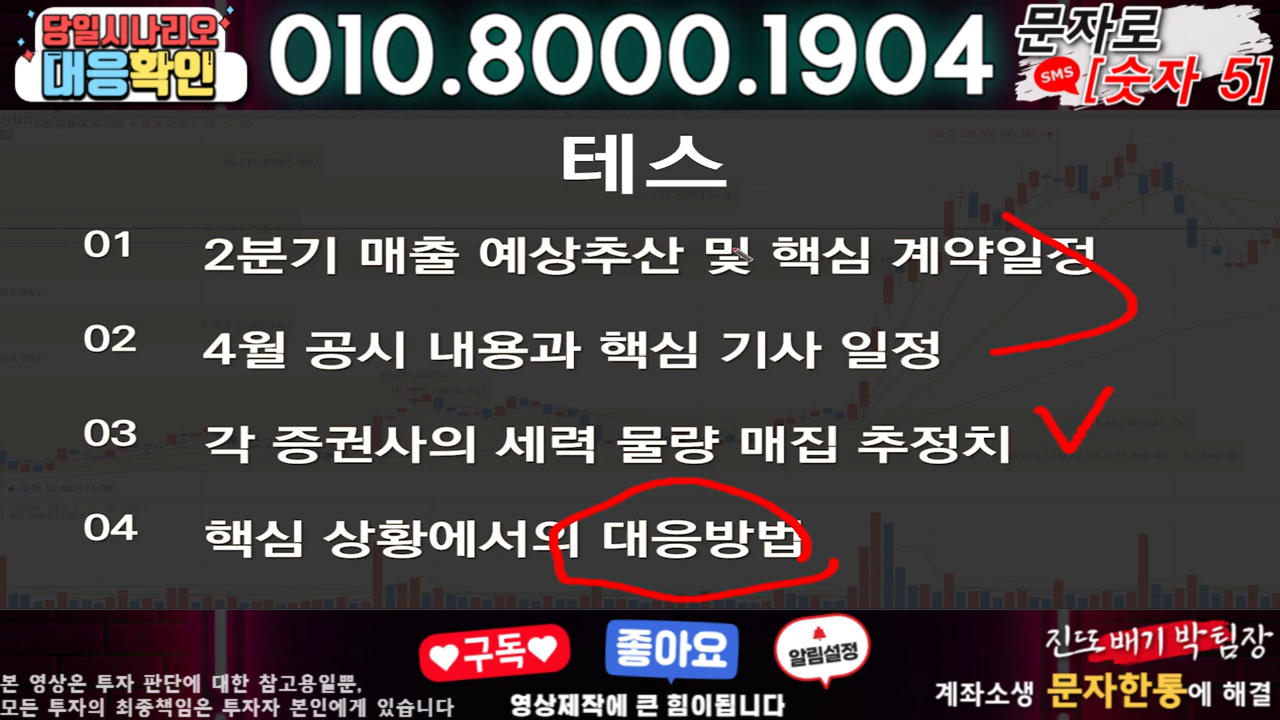 당일시나리오
대응확인
010.8000.1904
문자로
SMS [숫자 5]
테스
01 2분기 매출 예상추산 및 핵심 계약일정
02 4월 공시 내용과 핵심 기사 일정
03 각 증권사의 세력 물량 매집 추정치
04 핵심 상황에서의 대응방법
구독
좋아요
알림설정
영상제작에 큰 힘이됩니다
본 영상은 투자 판단에 대한 참고용일뿐,
모든 투자의 최종책임은 투자자 본인에게 있습니다
진또배기 박팀장
계좌소생 문자한통에 해결